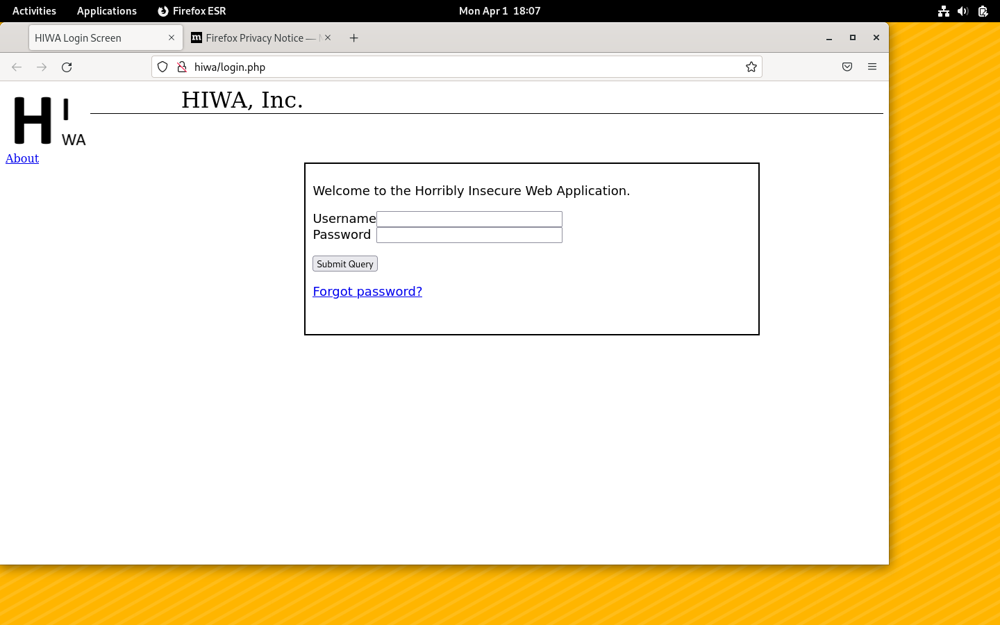 Activities Applications Firefox ESR Mon Apr 1 18:07
HIWA Login Screen Firefox Privacy Notice —
hiwa/login.php
HIWA, Inc.
H I
WA
About
Welcome to the Horribly Insecure Web Application.
Username
Password
Submit Query
Forgot password?